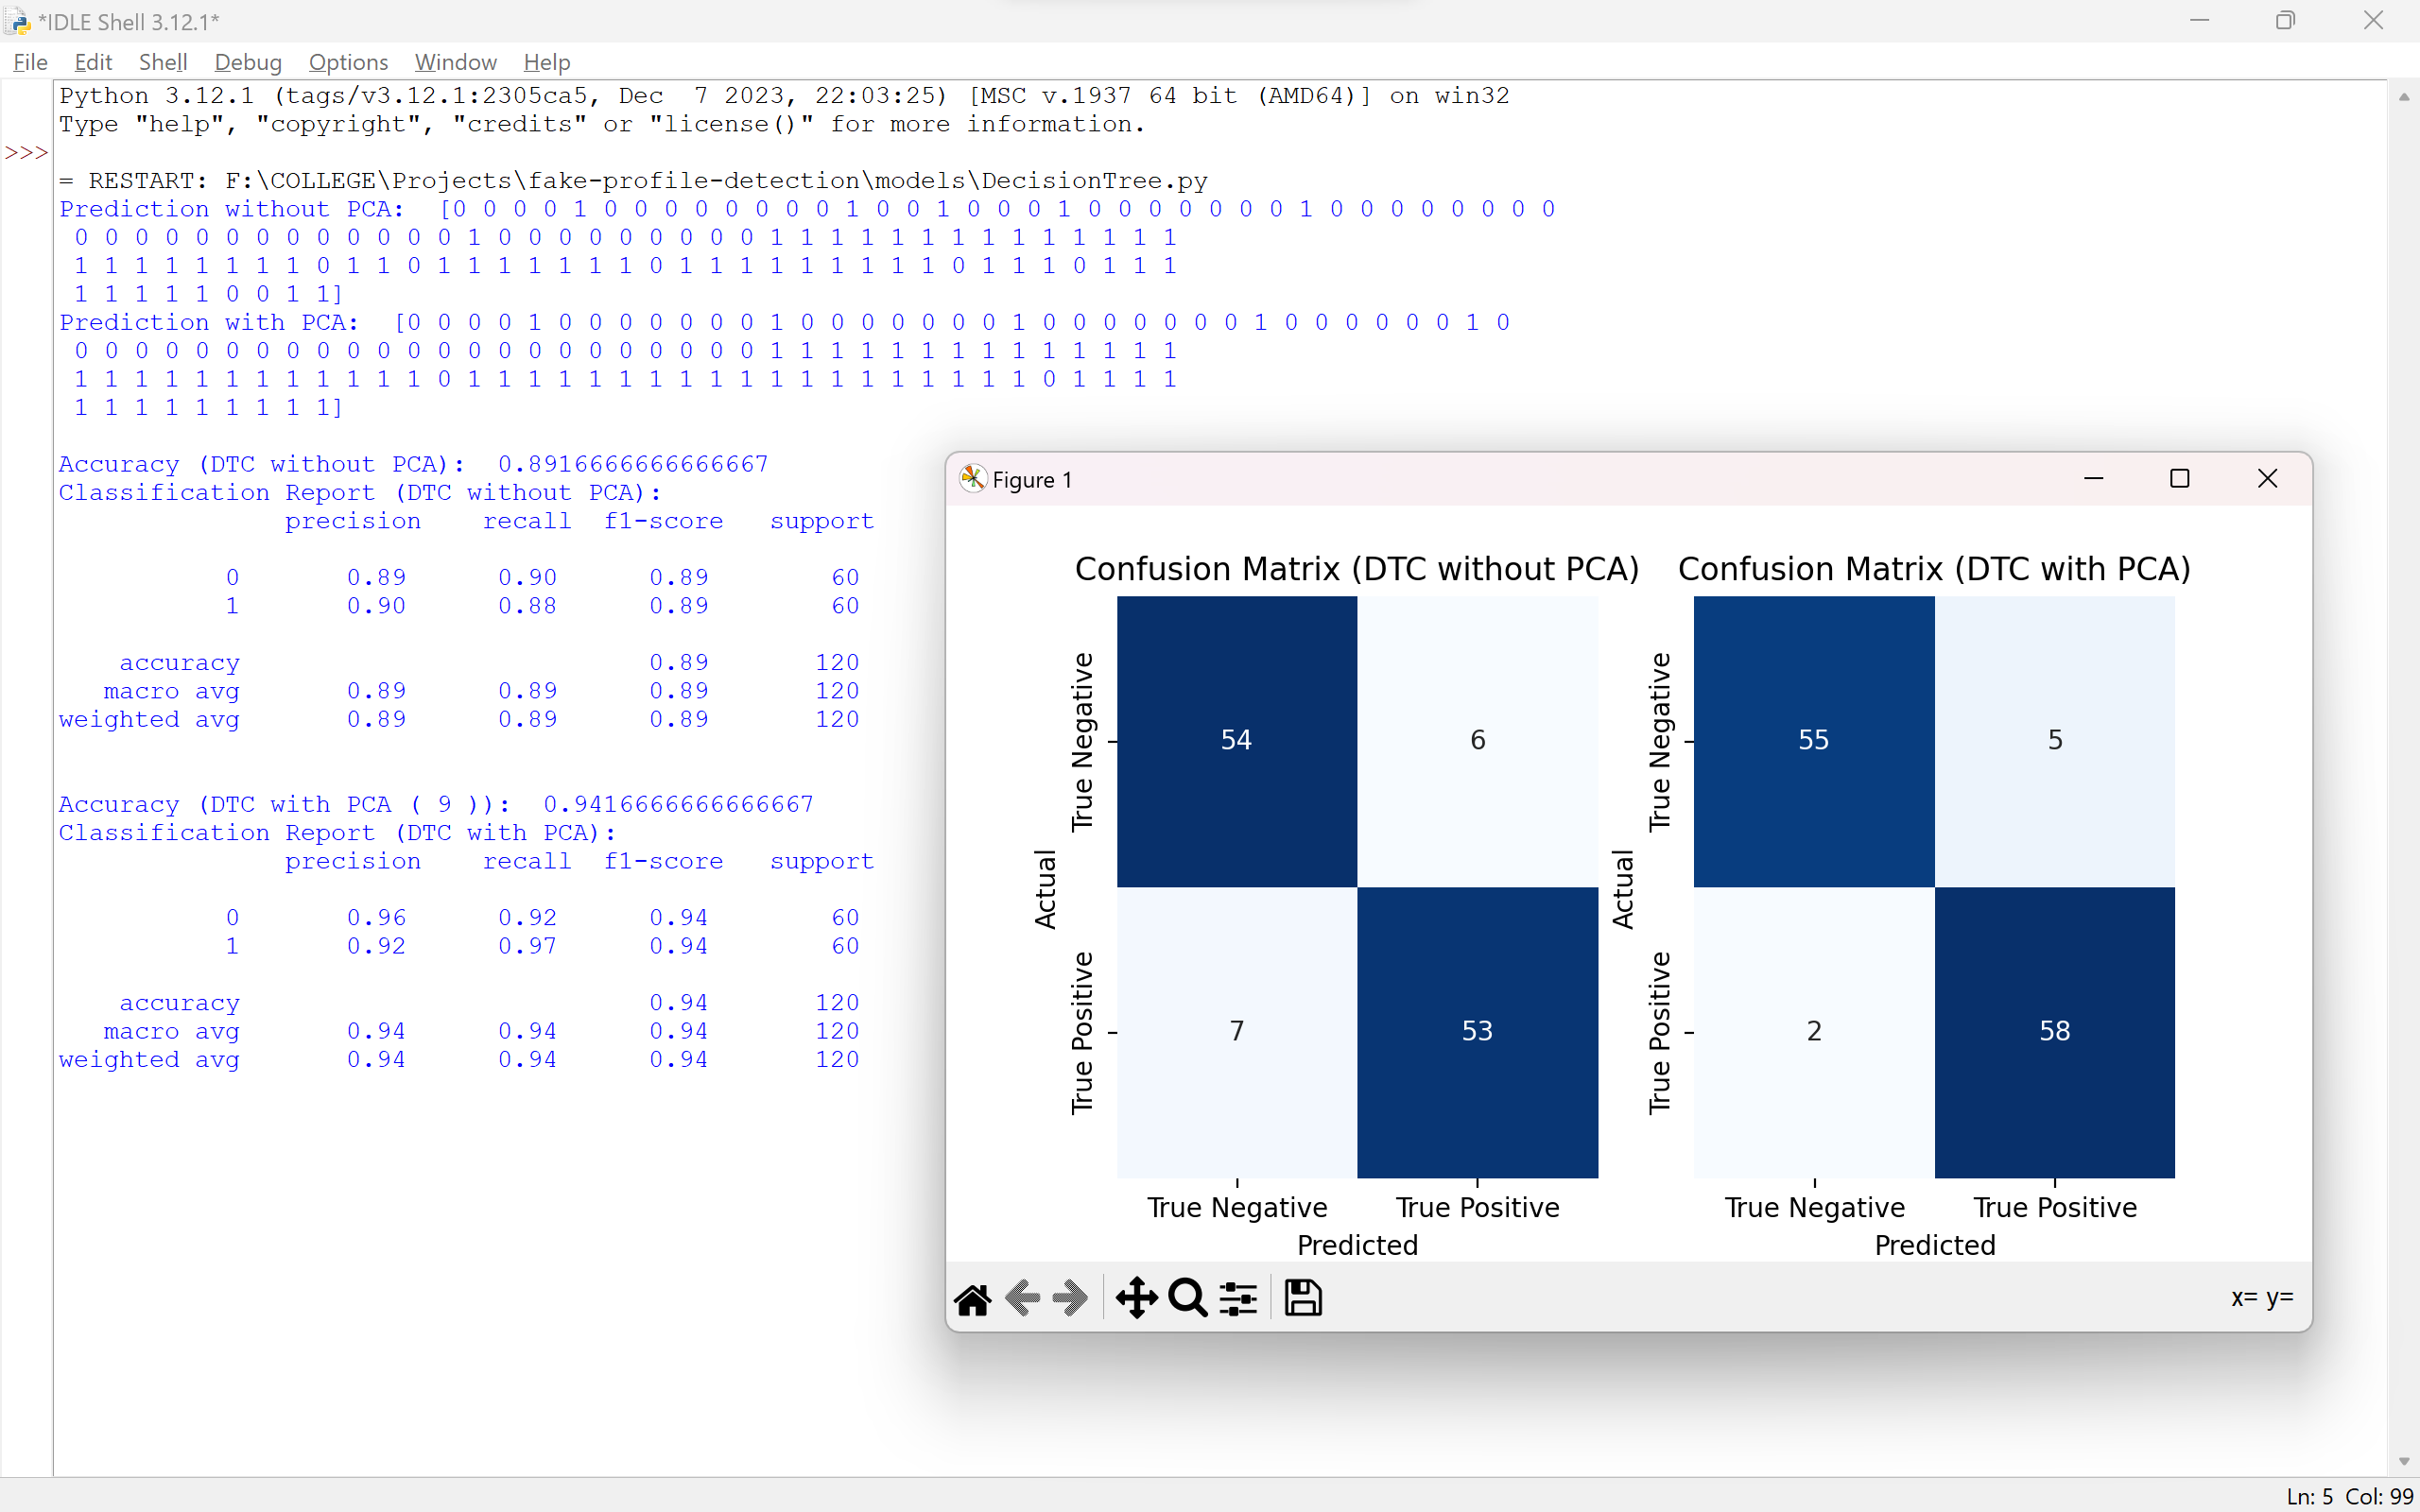 *IDLE Shell 3.12.1*
File Edit Shell Debug Options Window Help
Python 3.12.1 (tags/v3.12.1:2305ca5, Dec  7 2023, 22:03:25) [MSC v.1937 64 bit (AMD64)] on win32
Type "help", "copyright", "credits" or "license()" for more information.
>>>
= RESTART: F:\COLLEGE\Projects\fake-profile-detection\models\DecisionTree.py
Prediction without PCA:  [0 0 0 0 1 0 0 0 0 0 0 0 0 1 0 0 1 0 0 0 1 0 0 0 0 0 0 0 1 0 0 0 0 0 0 0 0
0 0 0 0 0 0 0 0 0 0 0 0 0 1 0 0 0 0 0 0 0 0 0 1 1 1 1 1 1 1 1 1 1 1 1 1 1
1 1 1 1 1 1 1 1 0 1 1 0 1 1 1 1 1 1 1 0 1 1 1 1 1 1 1 1 1 0 1 1 1 0 1 1 1
1 1 1 1 1 0 0 1 1]
Prediction with PCA:  [0 0 0 0 1 0 0 0 0 0 0 0 1 0 0 0 0 0 0 0 1 0 0 0 0 0 0 0 1 0 0 0 0 0 0 1 0
0 0 0 0 0 0 0 0 0 0 0 0 0 0 0 0 0 0 0 0 0 0 0 1 1 1 1 1 1 1 1 1 1 1 1 1 1
1 1 1 1 1 1 1 1 1 1 1 1 0 1 1 1 1 1 1 1 1 1 1 1 1 1 1 1 1 1 1 1 0 1 1 1 1
1 1 1 1 1 1 1 1 1]
Accuracy (DTC without PCA):  0.8916666666666667
Classification Report (DTC without PCA):
precision recall f1-score support
0 0.89 0.90 0.89 60
1 0.90 0.88 0.89 60
accuracy 0.89 120
macro avg 0.89 0.89 0.89 120
weighted avg 0.89 0.89 0.89 120
Accuracy (DTC with PCA ( 9 )):  0.9416666666666667
Classification Report (DTC with PCA):
precision recall f1-score support
0 0.96 0.92 0.94 60
1 0.92 0.97 0.94 60
accuracy 0.94 120
macro avg 0.94 0.94 0.94 120
weighted avg 0.94 0.94 0.94 120
Figure 1
Confusion Matrix (DTC without PCA)
Actual
True Negative
54 6
True Positive
7 53
True Negative True Positive
Predicted
Confusion Matrix (DTC with PCA)
Actual
True Negative
55 5
True Positive
2 58
True Negative True Positive
Predicted
x= y=
Ln: 5 Col: 99